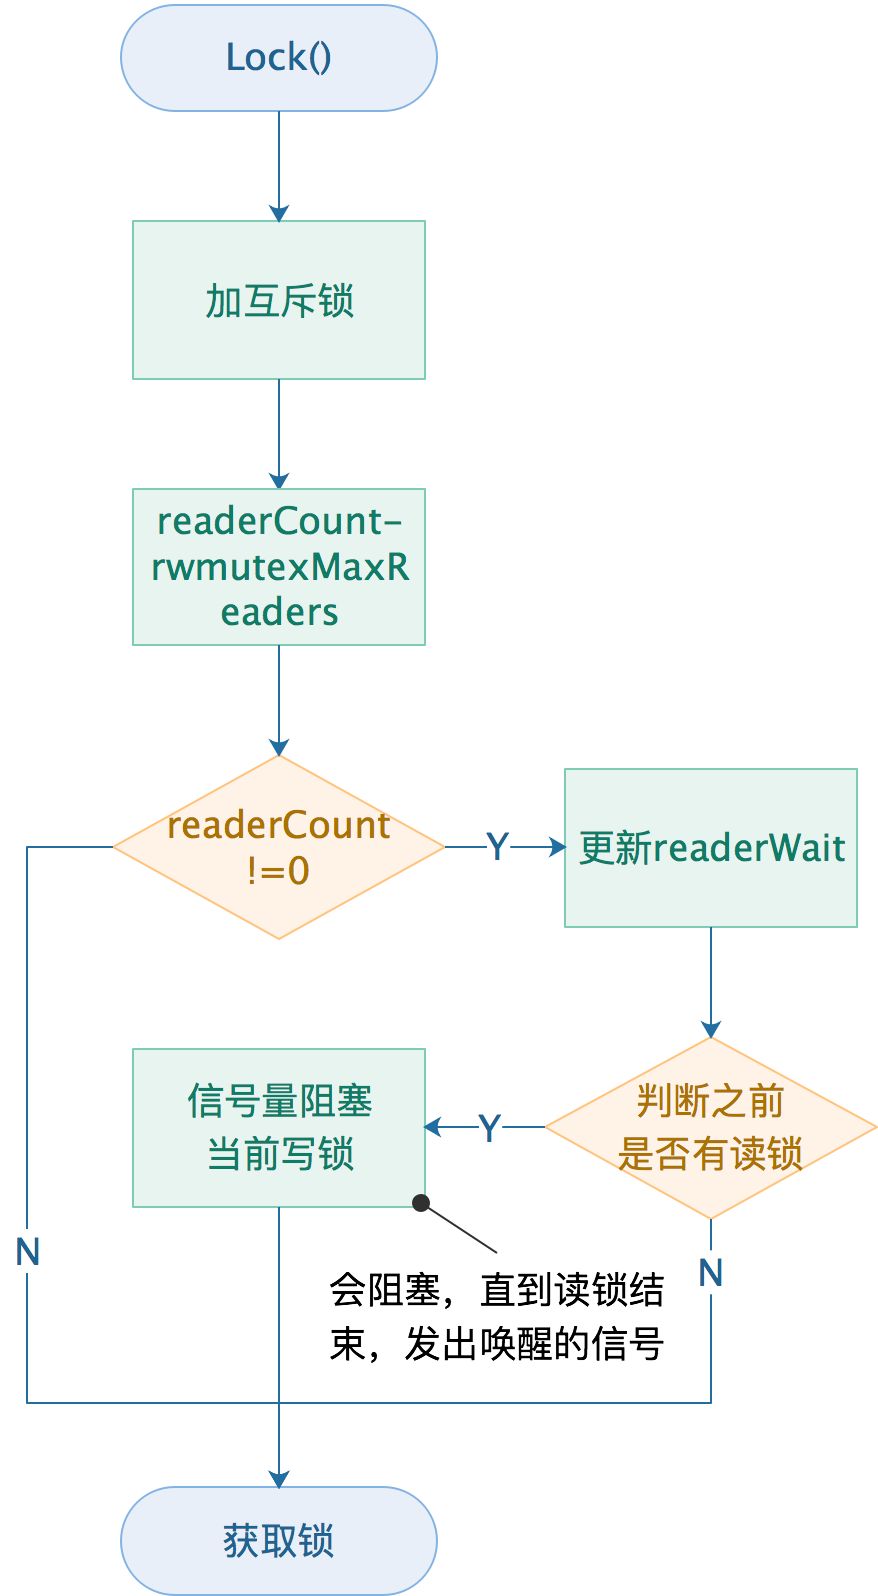 Lock()
加互斥锁
readerCount-
rwmutexMaxR
eaders
readerCount
!=0
Y
更新readerWait
判断之前
是否有读锁
Y
信号量阻塞
当前写锁
N
N
会阻塞，直到读锁结
束，发出唤醒的信号
获取锁